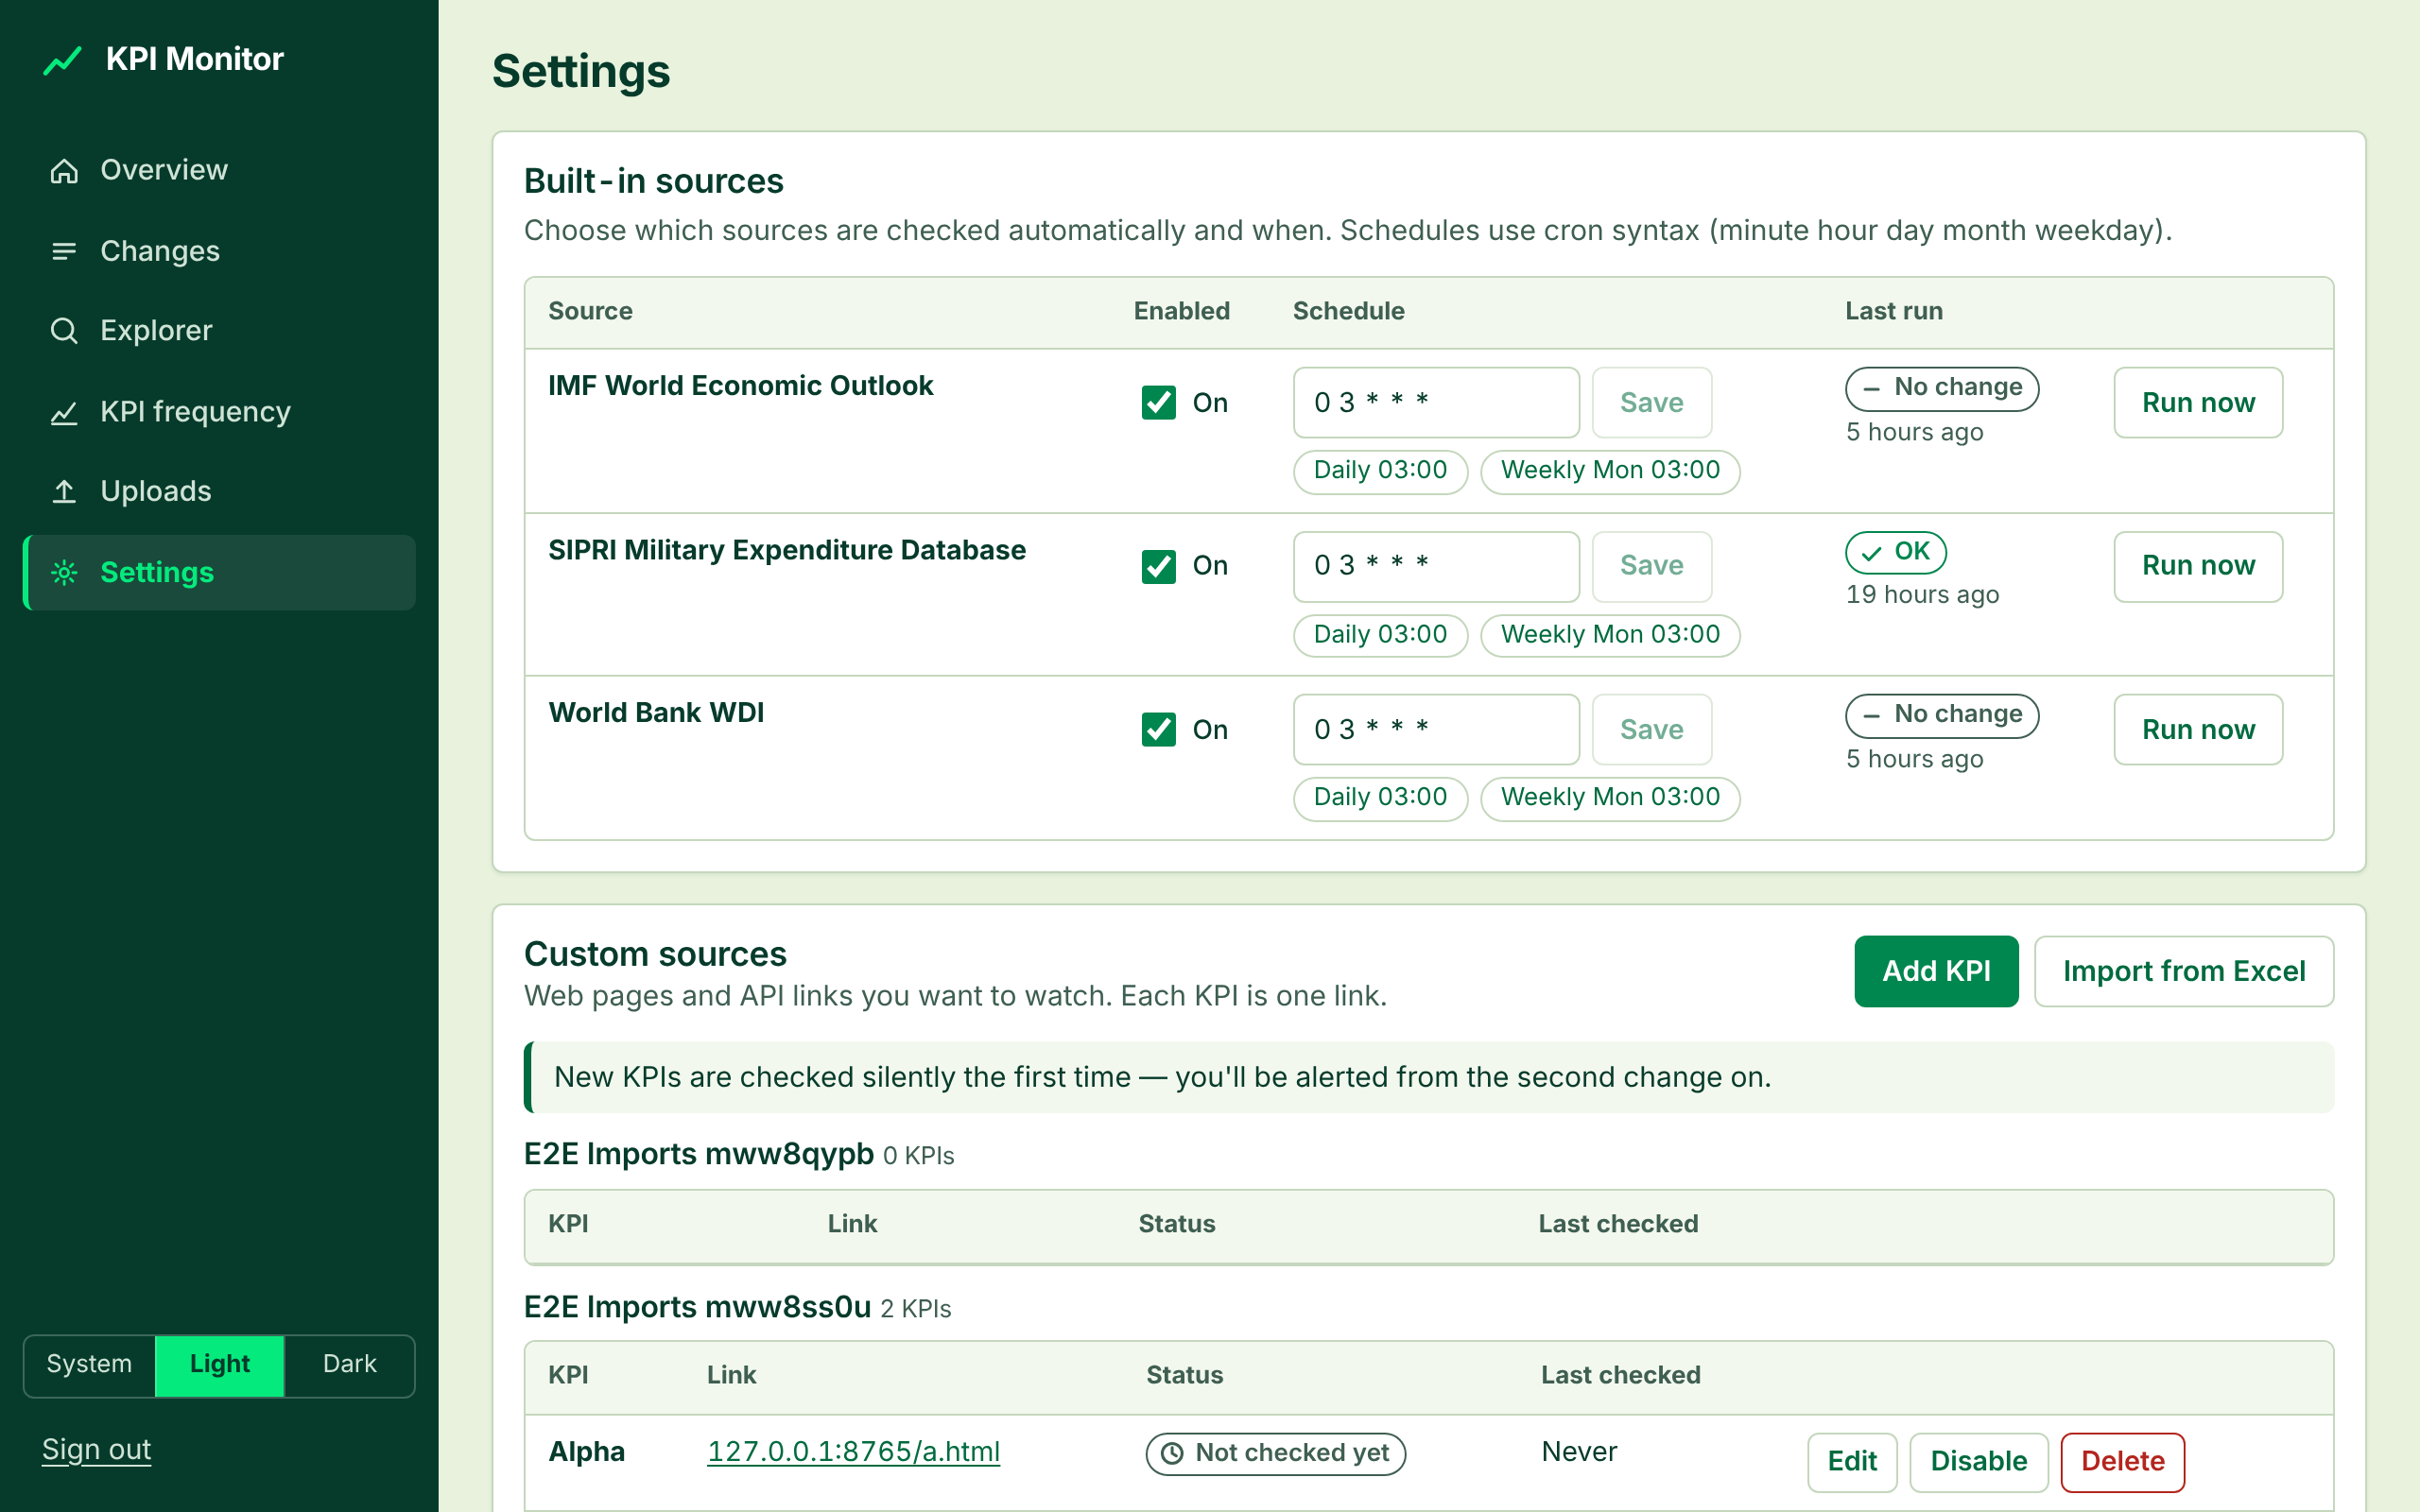 KPI Monitor
Overview
Changes
Explorer
KPI frequency
Uploads
Settings
System Light Dark
Sign out
Settings
Built-in sources
Choose which sources are checked automatically and when. Schedules use cron syntax (minute hour day month weekday).
Source Enabled Schedule Last run
IMF World Economic Outlook On 0 3 * * * Save No change Run now
5 hours ago
Daily 03:00 Weekly Mon 03:00
SIPRI Military Expenditure Database On 0 3 * * * Save OK Run now
19 hours ago
Daily 03:00 Weekly Mon 03:00
World Bank WDI On 0 3 * * * Save No change Run now
5 hours ago
Daily 03:00 Weekly Mon 03:00
Custom sources
Web pages and API links you want to watch. Each KPI is one link.
Add KPI Import from Excel
New KPIs are checked silently the first time — you'll be alerted from the second change on.
E2E Imports mww8qypb 0 KPIs
KPI Link Status Last checked
E2E Imports mww8ss0u 2 KPIs
KPI Link Status Last checked
Alpha 127.0.0.1:8765/a.html Not checked yet Never Edit Disable Delete